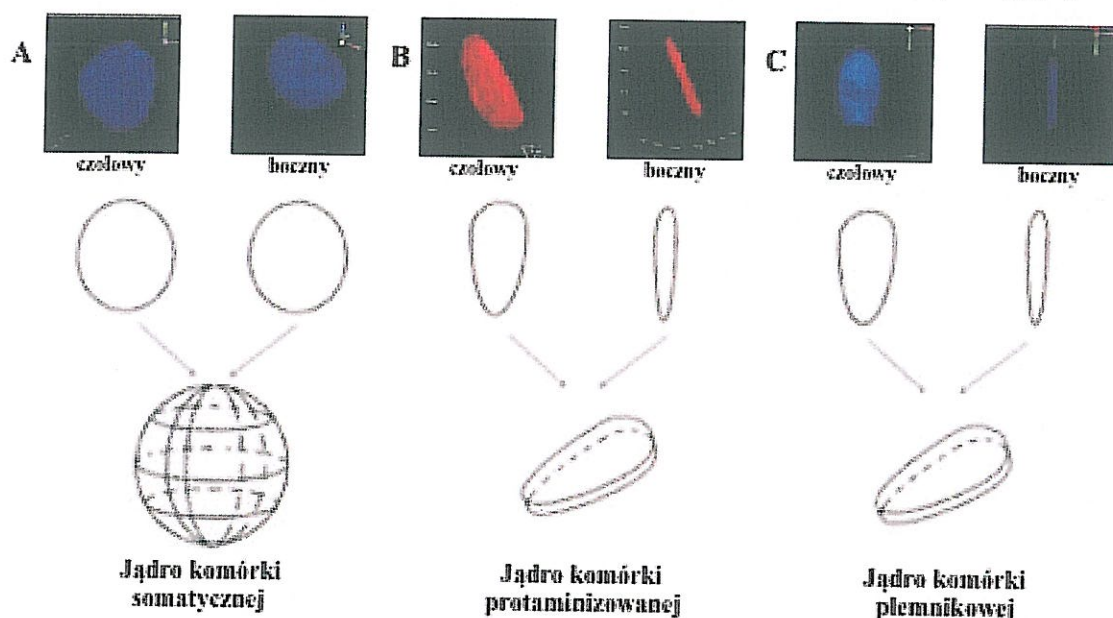 A
B
C
czołowy
boczny
czołowy
boczny
czołowy
boczny
Jądro komórki
somatycznej
Jądro komórki
protaminizowanej
Jądro komórki
plemnikowej